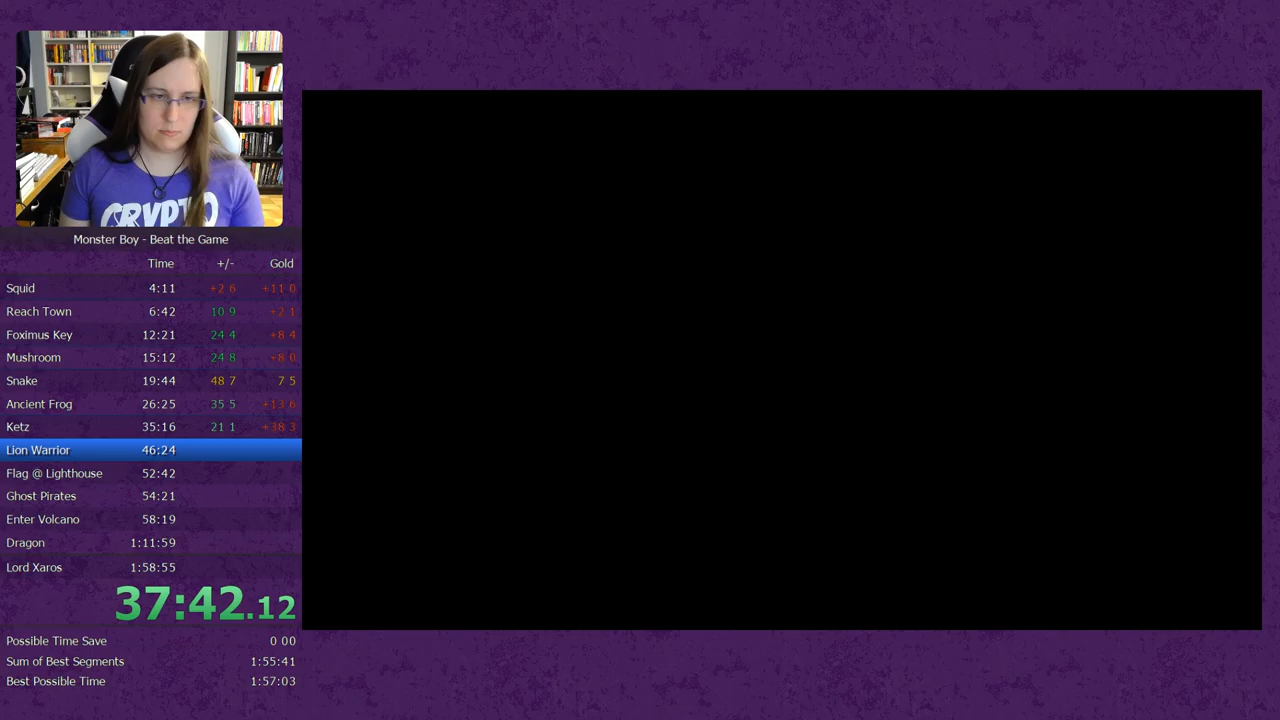 CRYPTO
Monster Boy - Beat the Game
Time +/- Gold
Squid 4:11 +2 6 +11 0
Reach Town 6:42 10 9 +2 1
Foximus Key 12:21 24 4 +8 4
Mushroom 15:12 24 8 +8 0
Snake 19:44 48 7 7 5
Ancient Frog 26:25 35 5 +13 6
Ketz 35:16 21 1 +38 3
Lion Warrior 46:24
Flag @ Lighthouse 52:42
Ghost Pirates 54:21
Enter Volcano 58:19
Dragon 1:11:59
Lord Xaros 1:58:55
37:42.12
Possible Time Save 0 00
Sum of Best Segments 1:55:41
Best Possible Time 1:57:03